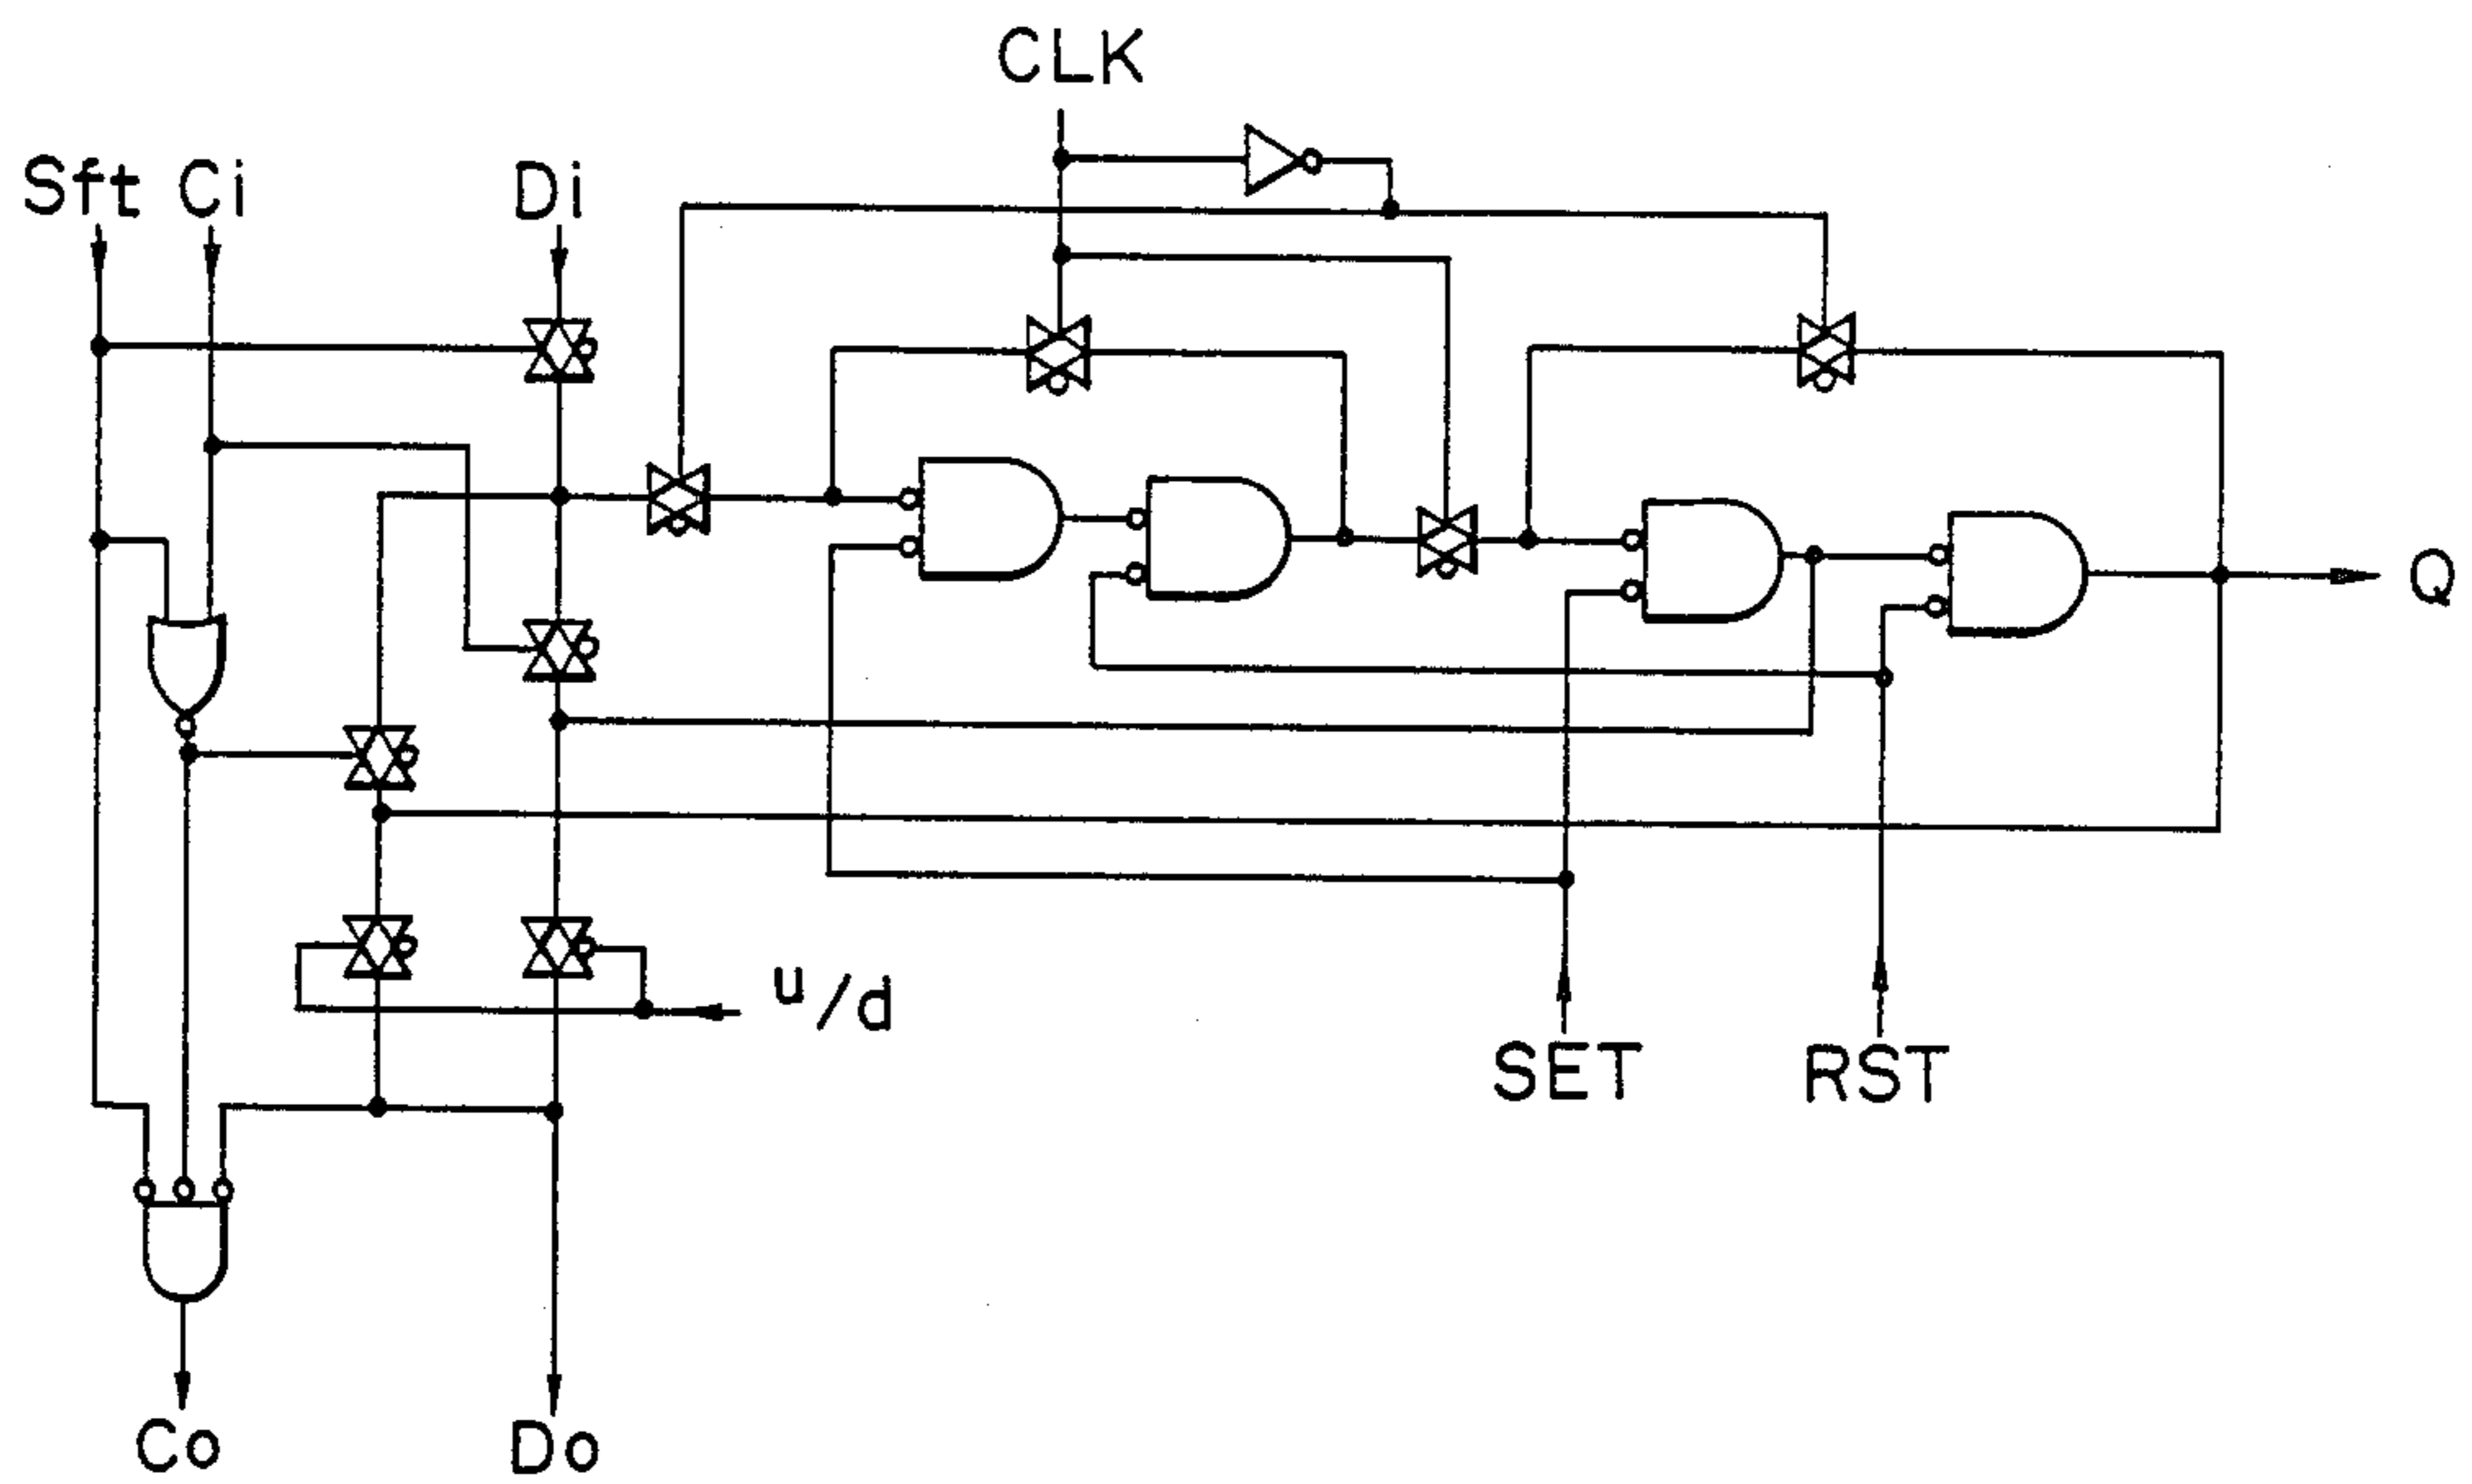 CLK
Sft Ci Di
Q
u/d
SET RST
Co Do